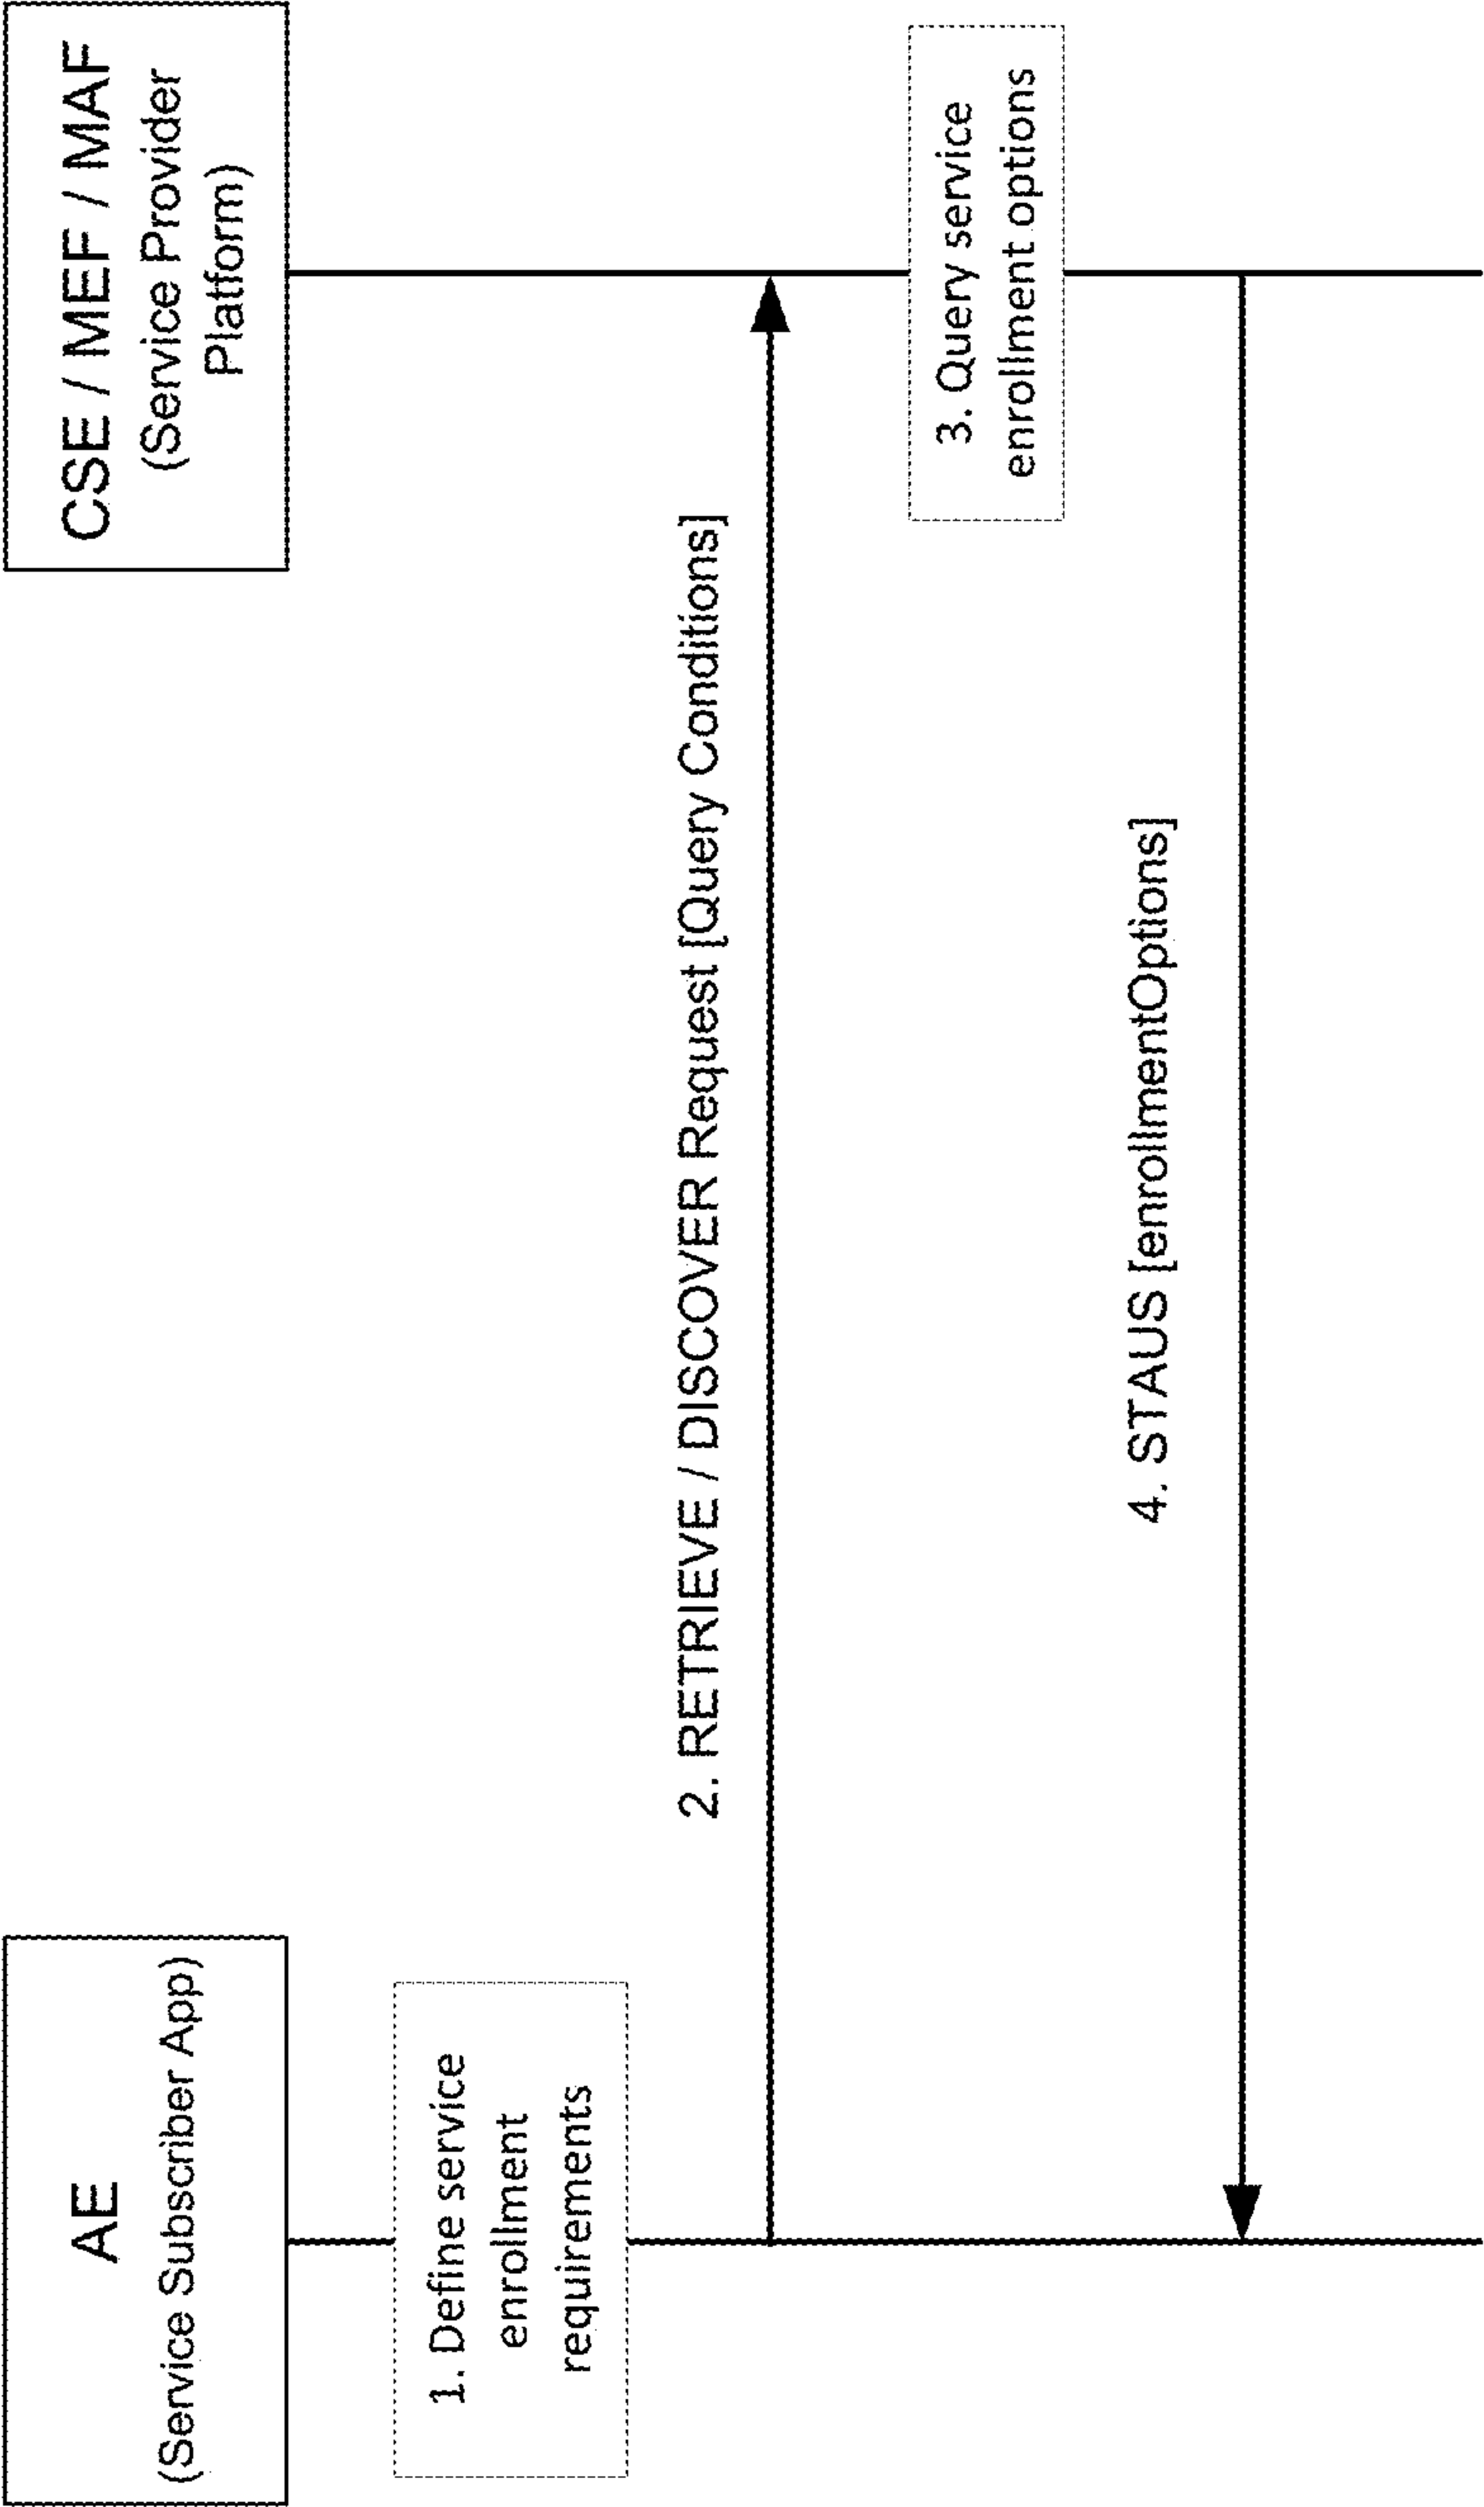 AE
(Service Subscriber App)
CSE / MEF / MAF
(Service Provider
Platform)
1. Define service
enrollment
requirements
2. RETRIEVE / DISCOVER Request [Query Conditions]
3. Query service
enrollment options
4. STAUS [enrollmentOptions]